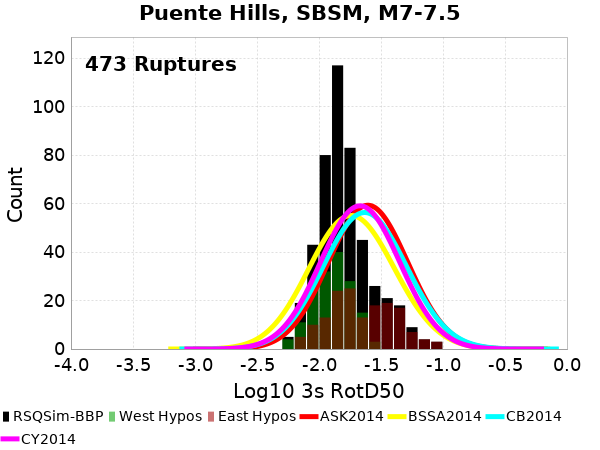 Puente Hills, SBSM, M7-7.5
473 Ruptures
120
100
80
60
40
20
0
Count
-4.0 -3.5 -3.0 -2.5 -2.0 -1.5 -1.0 -0.5 0.0
Log10 3s RotD50
RSQSim-BBP West Hypos East Hypos ASK2014 BSSA2014 CB2014
CY2014